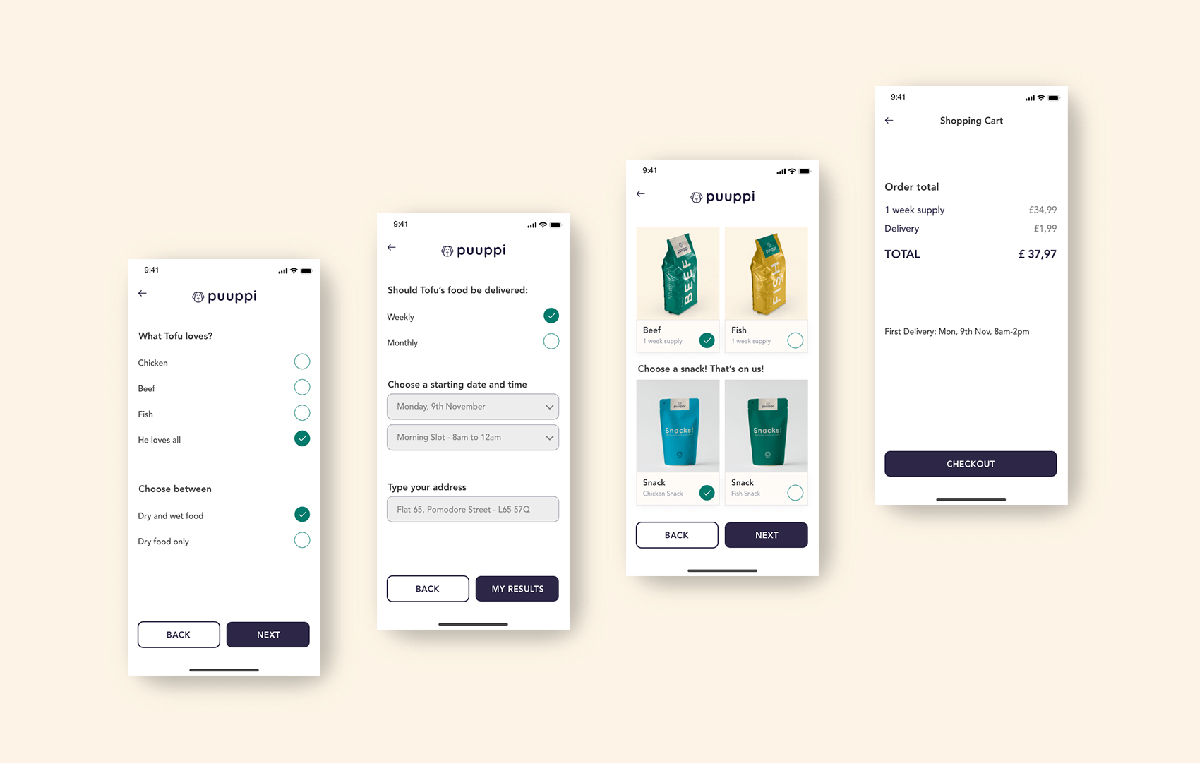 9:41
puuppi
What Tofu loves?
Chicken
Beef
Fish
He loves all
Choose between
Dry and wet food
Dry food only
BACK
NEXT
9:41
puuppi
Should Tofu's food be delivered:
Weekly
Monthly
Choose a starting date and time
Monday, 9th November
Morning Slot - 8am to 12am
Type your address
Flat 65, Pomodore Street - L65 57Q
BACK
MY RESULTS
9:41
puuppi
BEEF
FISH
Beef
1 week supply
Fish
1 week supply
Choose a snack! That's on us!
puuppi
Snacks!
puuppi
Snacks!
Snack
Chicken Snack
Snack
Fish Snack
BACK
NEXT
9:41
Shopping Cart
Order total
1 week supply
£34,99
Delivery
£1,99
TOTAL
£ 37,97
First Delivery: Mon, 9th Nov, 8am-2pm
CHECKOUT